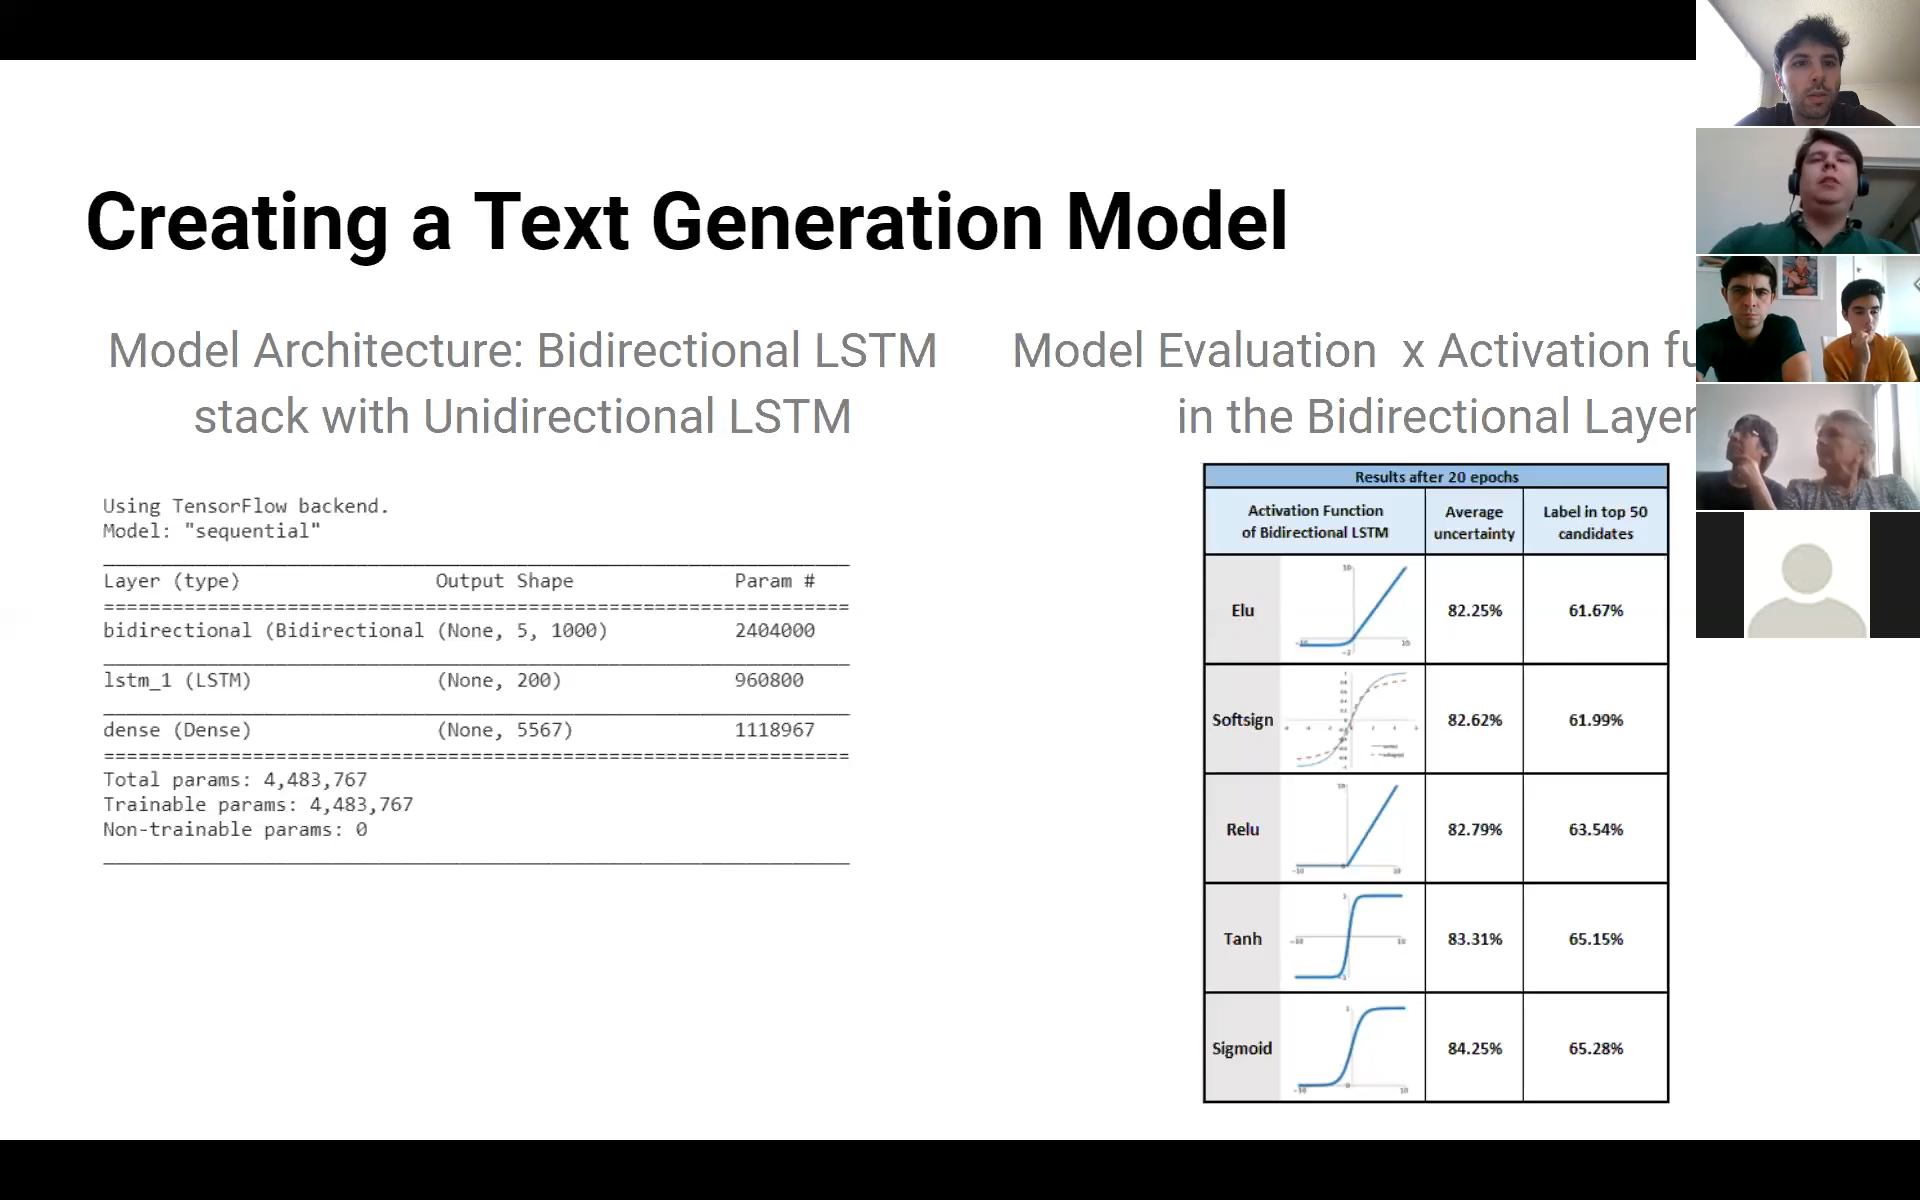 Creating a Text Generation Model
Model Architecture: Bidirectional LSTM
stack with Unidirectional LSTM
Using TensorFlow backend.
Model: "sequential"
Layer (type) Output Shape Param #
=================================================================
bidirectional (Bidirectional (None, 5, 1000) 2404000
lstm_1 (LSTM) (None, 200) 960800
dense (Dense) (None, 5567) 1118967
=================================================================
Total params: 4,483,767
Trainable params: 4,483,767
Non-trainable params: 0
Model Evaluation x Activation fu
in the Bidirectional Layer
Results after 20 epochs
Activation Function
of Bidirectional LSTM
Average
uncertainty
Label in top 50
candidates
Elu 82.25% 61.67%
Softsign 82.62% 61.99%
Relu 82.79% 63.54%
Tanh 83.31% 65.15%
Sigmoid 84.25% 65.28%